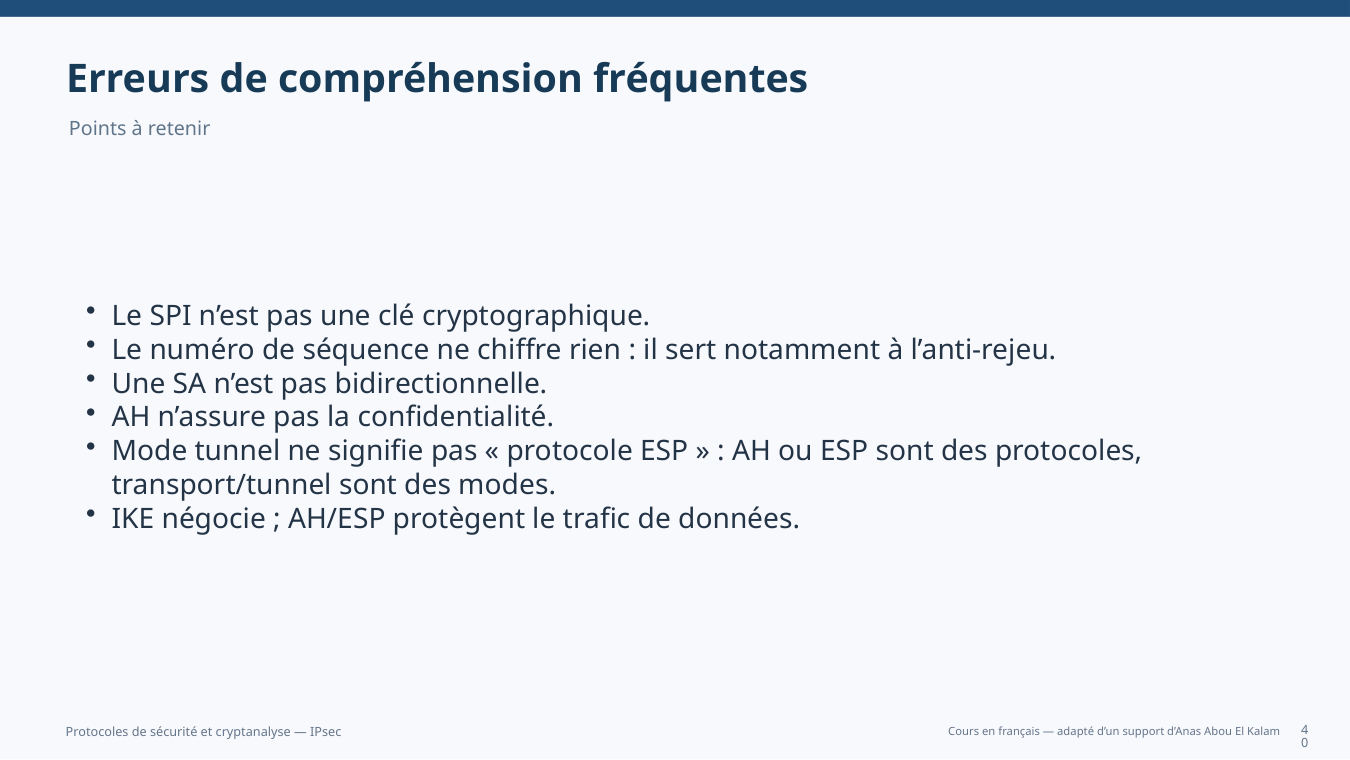 Erreurs de compréhension fréquentes
Points à retenir
• Le SPI n’est pas une clé cryptographique.
• Le numéro de séquence ne chiffre rien : il sert notamment à l’anti-rejeu.
• Une SA n’est pas bidirectionnelle.
• AH n’assure pas la confidentialité.
• Mode tunnel ne signifie pas « protocole ESP » : AH ou ESP sont des protocoles,
transport/tunnel sont des modes.
• IKE négocie ; AH/ESP protègent le trafic de données.
Protocoles de sécurité et cryptanalyse — IPsec
Cours en français — adapté d’un support d’Anas Abou El Kalam
4
0